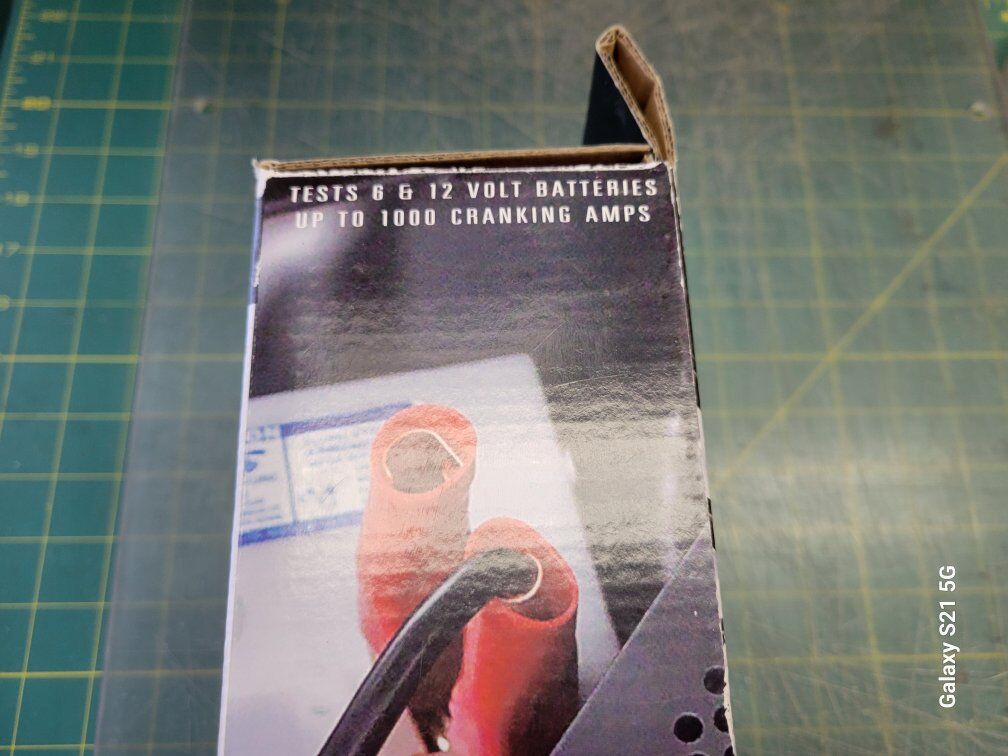 TESTS 6 & 12 VOLT BATTERIES
UP TO 1000 CRANKING AMPS
Galaxy S21 5G